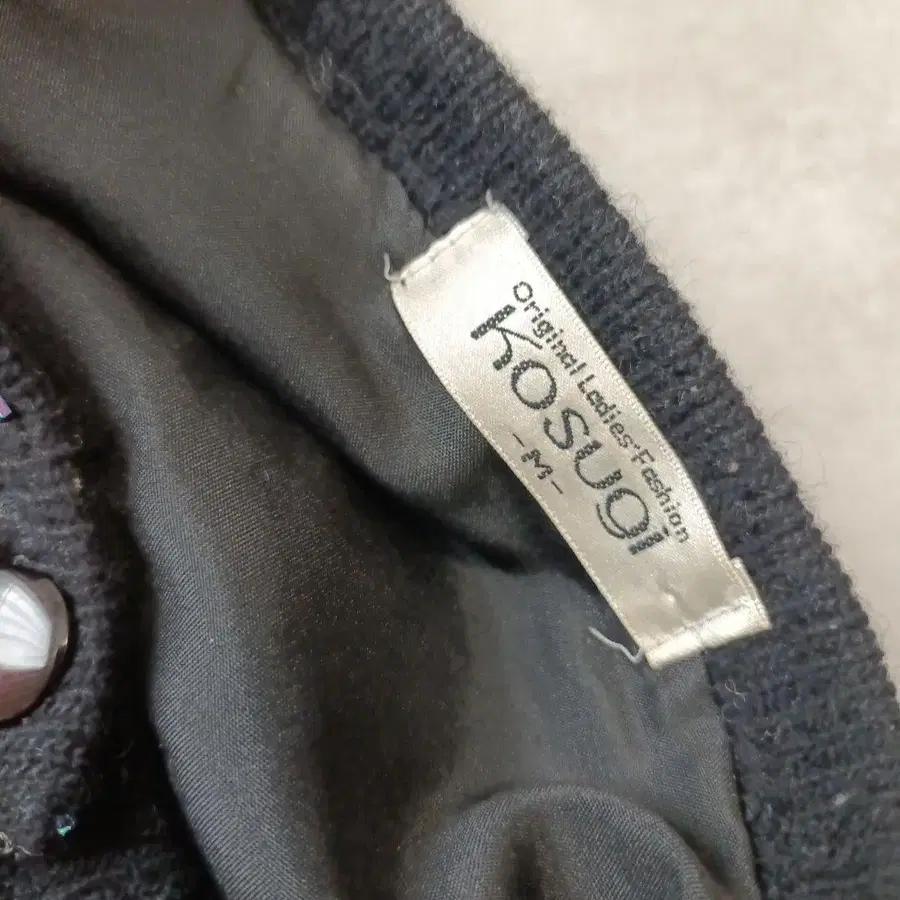 Original Ladies' Fashion
Kosugi
-M-